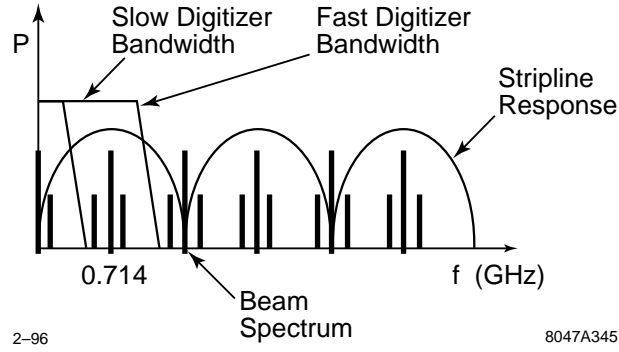 Slow Digitizer
Bandwidth
Fast Digitizer
Bandwidth
P
Stripline
Response
0.714
f (GHz)
Beam
Spectrum
2–96
8047A345